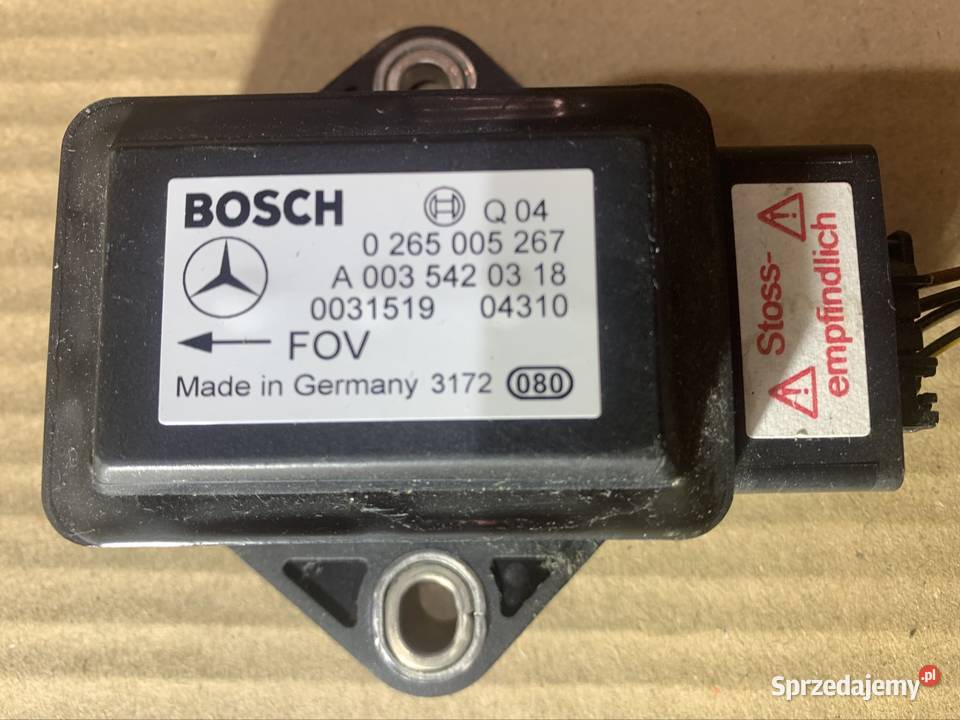 BOSCH Q 04
0 265 005 267
A 003 542 03 18
0031519 04310
FOV
Made in Germany 3172 080
Stoss-
empfindlich
Sprzedajemy.pl